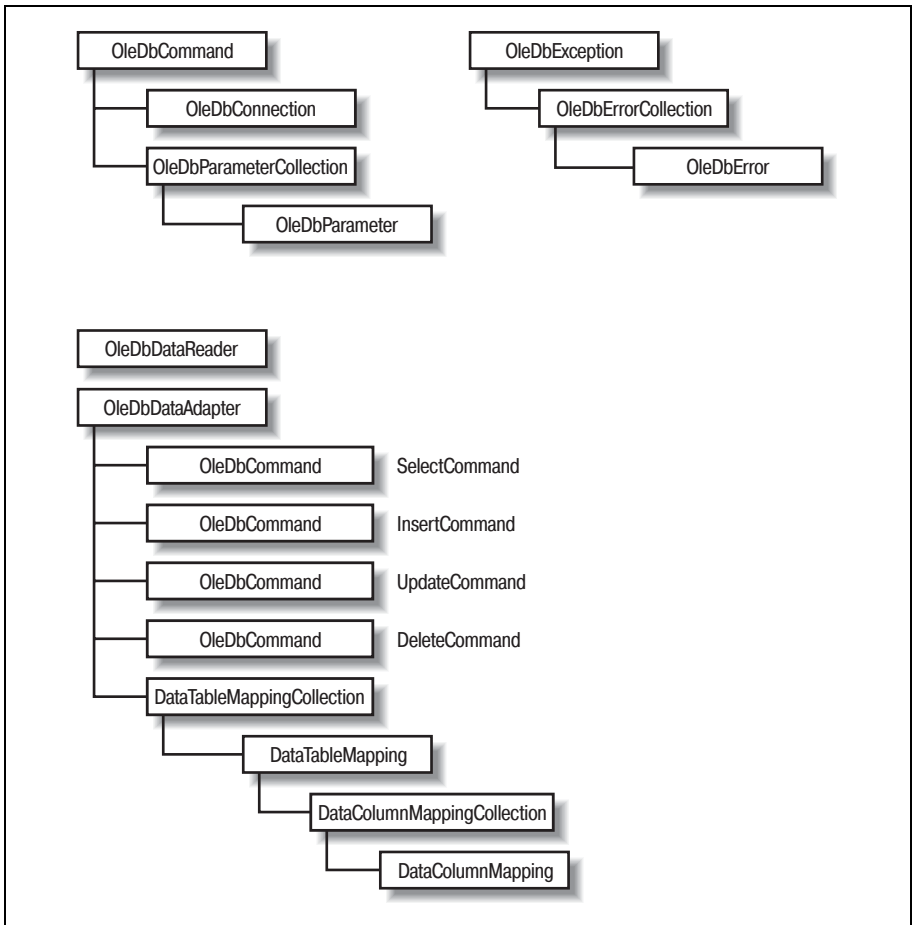 OleDbCommand
OleDbConnection
OleDbParameterCollection
OleDbParameter
OleDbException
OleDbErrorCollection
OleDbError
OleDbDataReader
OleDbDataAdapter
OleDbCommand SelectCommand
OleDbCommand InsertCommand
OleDbCommand UpdateCommand
OleDbCommand DeleteCommand
DataTableMappingCollection
DataTableMapping
DataColumnMappingCollection
DataColumnMapping